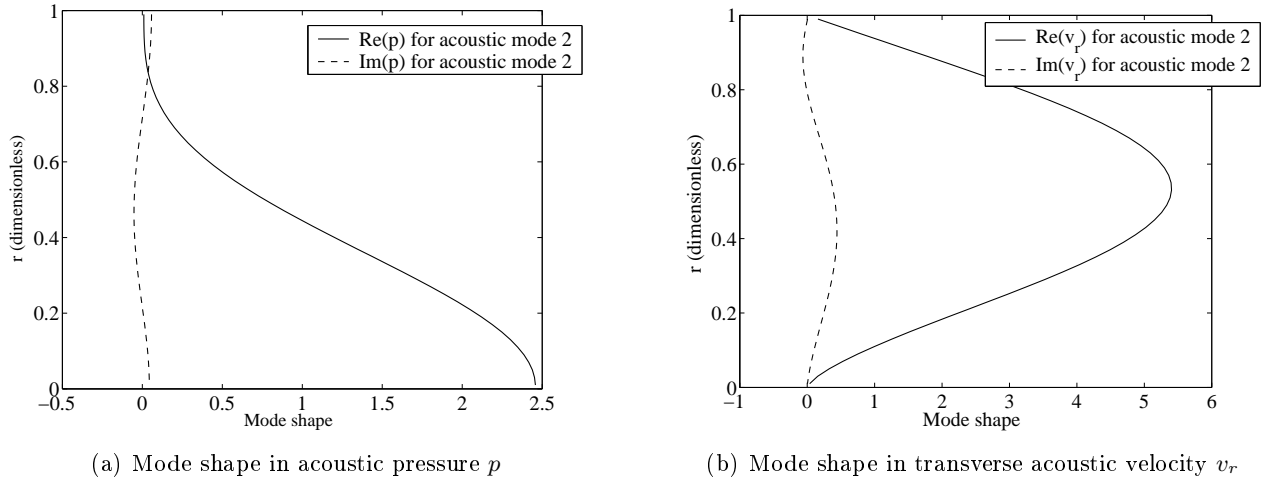 1
0.8
0.6
0.4
0.2
0
r (dimensionless)
−0.5
0
0.5
1
1.5
2
2.5
Mode shape
Re(p) for acoustic mode 2
Im(p) for acoustic mode 2
(a) Mode shape in acoustic pressure p
1
0.8
0.6
0.4
0.2
0
r (dimensionless)
−1
0
1
2
3
4
5
6
Mode shape
Re(v_r) for acoustic mode 2
Im(v_r) for acoustic mode 2
(b) Mode shape in transverse acoustic velocity v_r